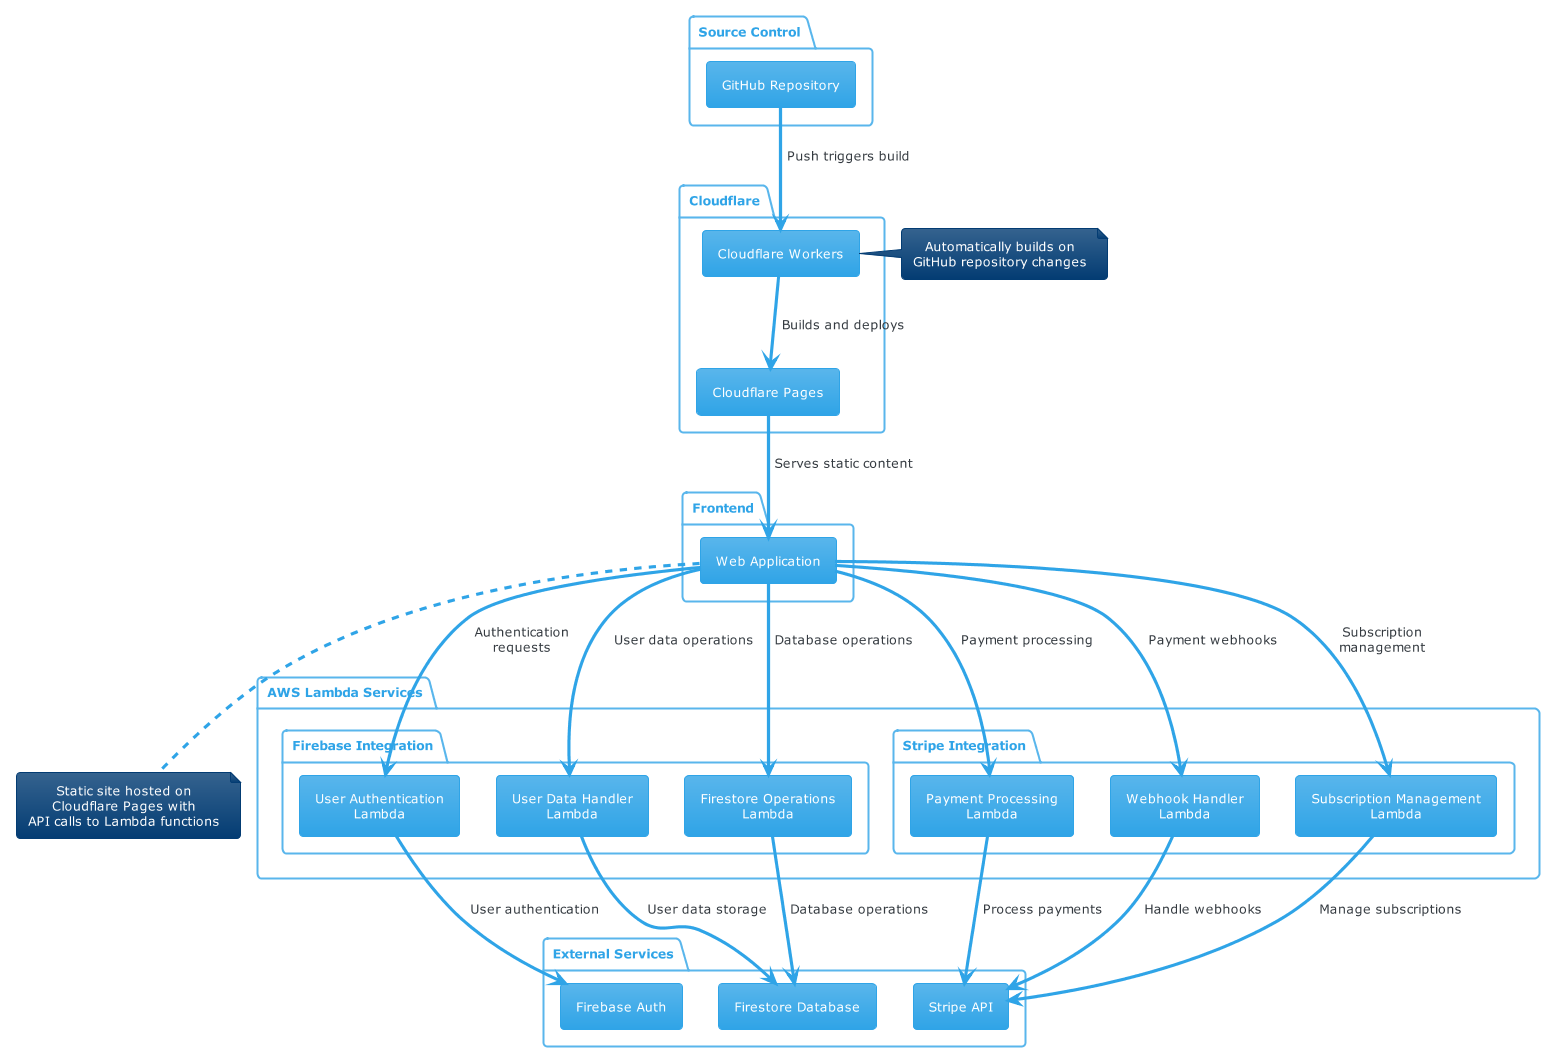 Source Control
GitHub Repository
Push triggers build
Cloudflare
Cloudflare Workers
Automatically builds on
GitHub repository changes
Builds and deploys
Cloudflare Pages
Serves static content
Frontend
Web Application
Authentication
requests
User data operations
Database operations
Payment processing
Payment webhooks
Subscription
management
AWS Lambda Services
Firebase Integration
Stripe Integration
Static site hosted on
Cloudflare Pages with
API calls to Lambda functions
User Authentication
Lambda
User Data Handler
Lambda
Firestore Operations
Lambda
Payment Processing
Lambda
Webhook Handler
Lambda
Subscription Management
Lambda
User authentication
User data storage
Database operations
Process payments
Handle webhooks
Manage subscriptions
External Services
Firebase Auth
Firestore Database
Stripe API